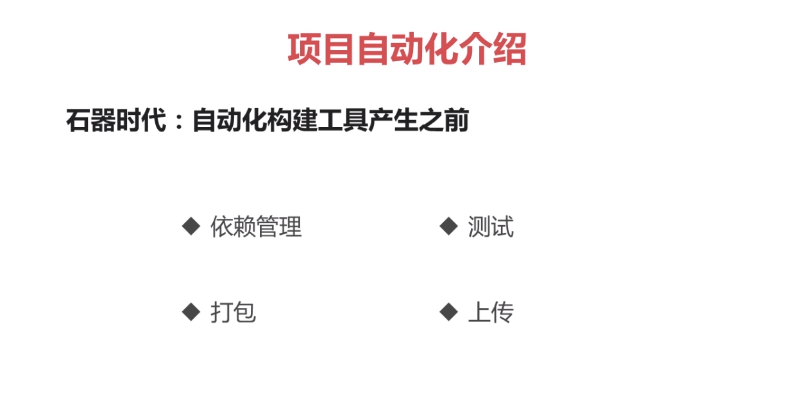 项目自动化介绍
石器时代：自动化构建工具产生之前
◆ 依赖管理 ◆ 测试
◆ 打包 ◆ 上传